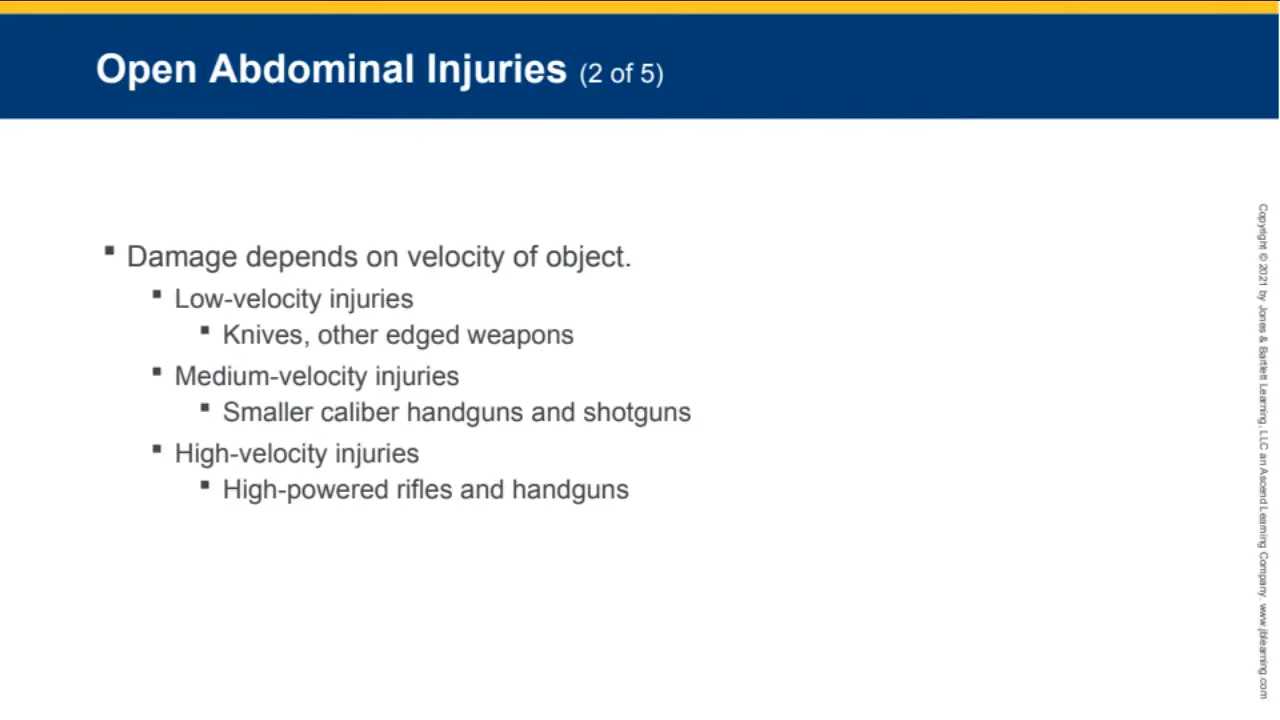 Open Abdominal Injuries (2 of 5)
Damage depends on velocity of object.
Low-velocity injuries
Knives, other edged weapons
Medium-velocity injuries
Smaller caliber handguns and shotguns
High-velocity injuries
High-powered rifles and handguns
Copyright © 2021 by Jones & Bartlett Learning, LLC an Ascend Learning Company. www.jblearning.com